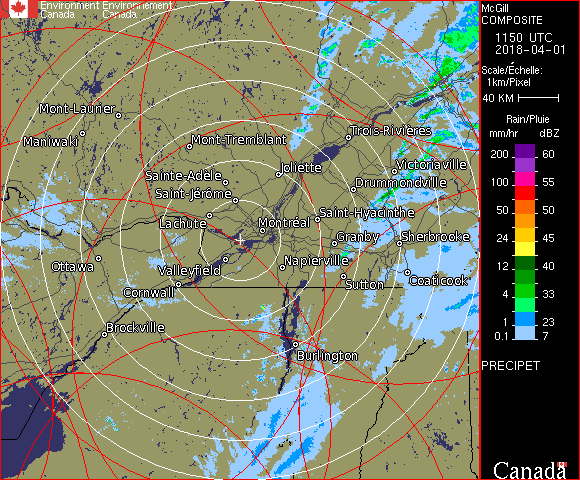 Environment Environnement
Canada Canada
McGill
COMPOSITE
1150 UTC
2018-04-01
Scale/Échelle:
1km/Pixel
40 KM
Rain/Pluie
mm/hr dBZ
200 60
100 55
50 50
24 45
12 40
4 33
1 23
0.1 7
PRECIPET
Canada
Mont-Laurier
Maniwaki
Mont-Tremblant
Trois-Rivières
Joliette
Victoriaville
Sainte-Adèle
Drummondville
Saint-Jérôme
Lachute
Saint-Hyacinthe
Montréal
Granby
Sherbrooke
Ottawa
Valleyfield
Napierville
Sutton
Coaticook
Cornwall
Brockville
Burlington